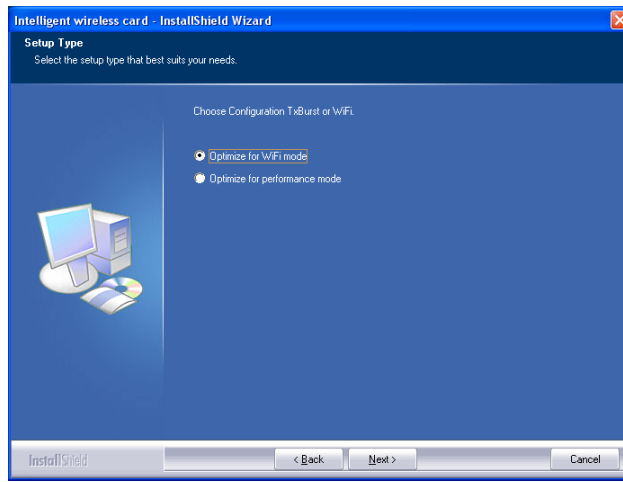 Intelligent wireless card - InstallShield Wizard
Setup Type
Select the setup type that best suits your needs.
Choose Configuration TxBurst or WiFi.
Optimize for WiFi mode
Optimize for performance mode
InstallShield
< Back
Next >
Cancel